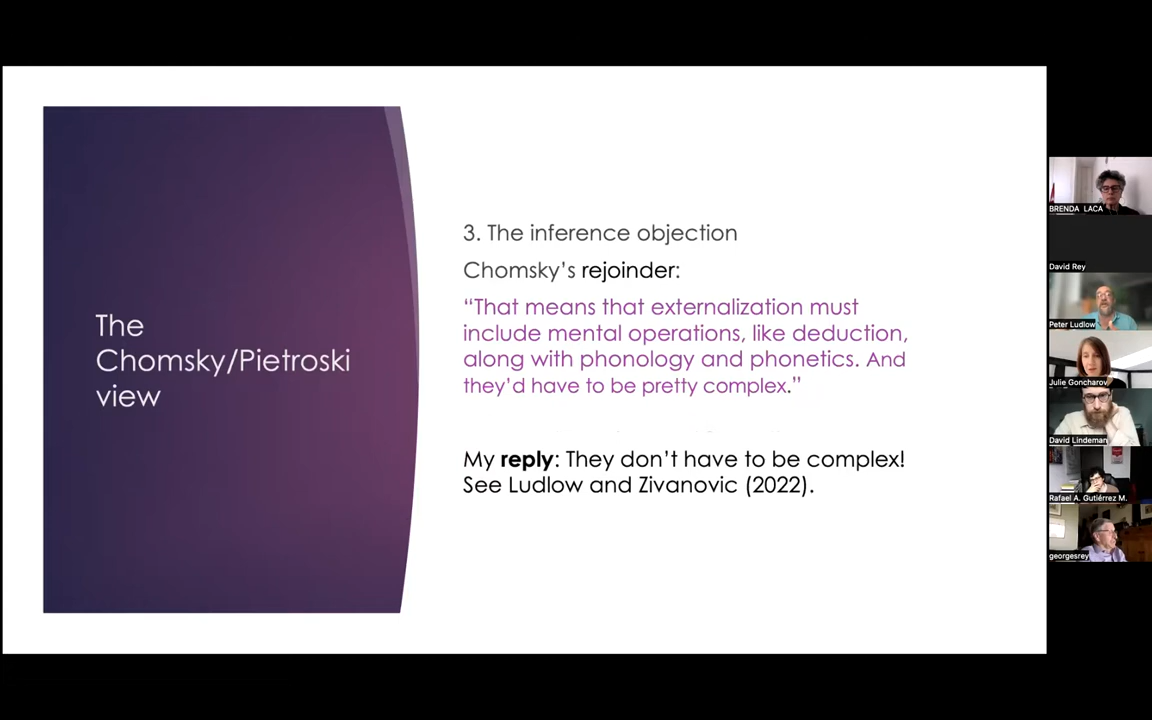 The
Chomsky/Pietroski
view
3. The inference objection
Chomsky's rejoinder:
“That means that externalization must
include mental operations, like deduction,
along with phonology and phonetics. And
they'd have to be pretty complex.”
My reply: They don't have to be complex!
See Ludlow and Zivanovic (2022).
BRENDA LACA
David Rey
Peter Ludlow
Julie Goncharov
David Lindeman
Rafael A. Gutiérrez M.
georgesrey